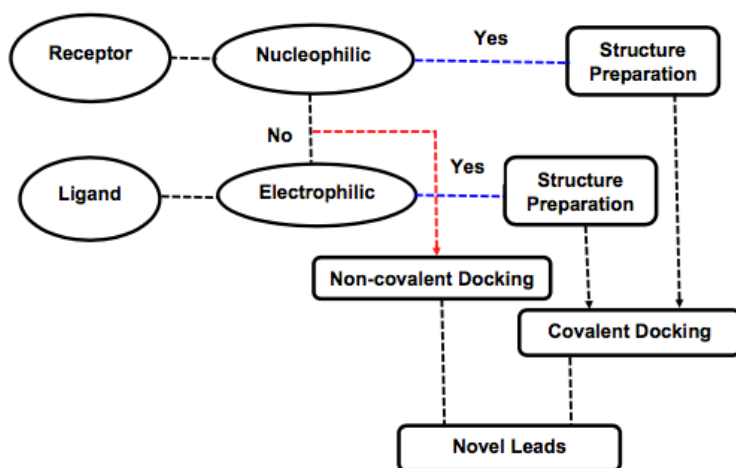 Receptor
Nucleophilic
Yes
Structure
Preparation
No
Ligand
Electrophilic
Yes
Structure
Preparation
Non-covalent Docking
Covalent Docking
Novel Leads